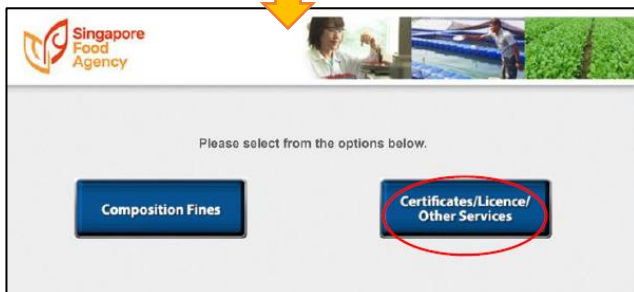 Singapore
Food
Agency
Please select from the options below.
Composition Fines
Certificates/Licence/
Other Services